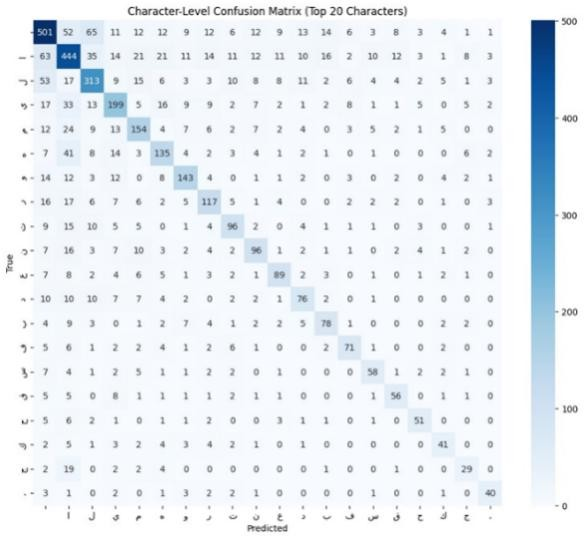 Character-Level Confusion Matrix (Top 20 Characters)
501 52 65 11 12 12 9 12 6 12 9 13 14 6 3 8 3 4 1 1
ا 63 444 35 14 21 21 11 14 11 12 11 10 16 2 10 12 3 1 8 3
ل 53 17 313 9 15 6 3 3 10 8 8 11 2 6 4 4 2 5 1 3
ي 17 33 13 199 5 16 9 9 2 7 2 1 2 8 1 1 5 0 5 2
م 12 24 9 13 154 4 7 6 2 7 2 4 0 3 5 2 1 5 0 0
ه 7 41 8 14 3 135 4 2 3 4 1 2 1 0 1 0 0 0 6 2
و 14 12 3 12 0 8 143 4 0 1 1 2 0 3 0 2 0 4 2 1
ر 16 17 6 7 6 2 5 117 5 1 4 0 0 2 2 1 0 1 0 3
ت 9 15 10 5 5 0 1 4 96 2 0 4 1 1 1 0 3 0 0 1
ن 7 16 3 7 10 3 2 4 2 96 1 2 1 1 0 2 4 1 2 0
ع 7 8 2 4 6 5 1 3 2 1 89 2 3 0 1 0 1 2 1 0
د 10 10 10 7 7 4 2 0 2 2 1 76 2 0 1 0 0 0 0 0
ب 4 9 3 0 1 2 7 4 1 2 2 5 78 1 0 0 0 2 2 0
ف 5 6 1 2 2 4 1 2 6 1 0 0 2 71 1 0 0 2 0 0
س 7 4 1 2 5 1 1 2 2 0 1 0 1 0 58 1 2 2 1 0
ق 5 5 0 8 1 1 1 1 2 1 1 0 0 0 1 56 1 0 1 0
ح 5 6 2 1 0 1 2 2 0 0 3 1 1 0 1 0 51 0 0 0
ك 2 5 1 3 2 4 3 4 2 1 0 1 0 0 0 0 0 41 0 0
ج 2 19 0 2 2 4 0 0 0 0 2 0 1 0 0 1 0 0 29 0
. 3 1 0 2 0 1 3 2 2 1 0 0 0 0 1 0 0 1 0 40
ا ل ي م ه و ر ت ن ع د ب ف س ق ح ك ج .
True
Predicted
500
400
300
200
100
0